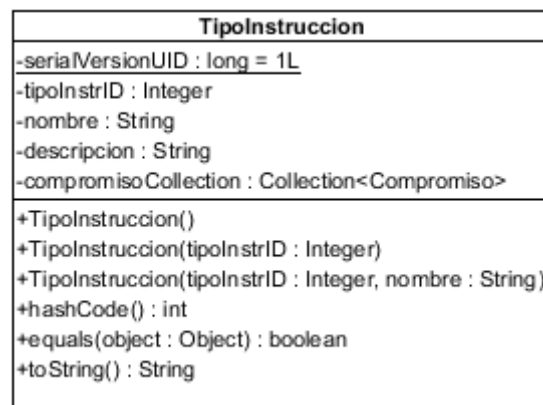 TipoInstruccion
-serialVersionUID : long = 1L
-tipoInstrID : Integer
-nombre : String
-descripcion : String
-compromisoCollection : Collection<Compromiso>
+TipoInstruccion()
+TipoInstruccion(tipoInstrID : Integer)
+TipoInstruccion(tipoInstrID : Integer, nombre : String)
+hashCode() : int
+equals(object : Object) : boolean
+toString() : String